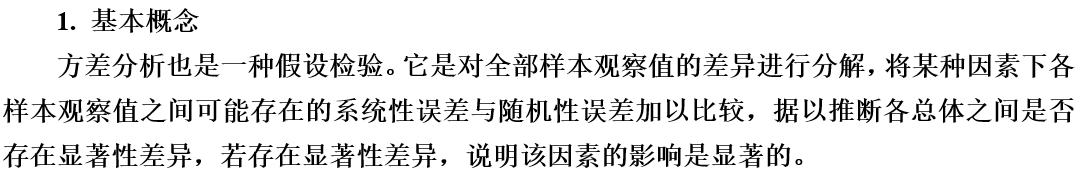 1. 基本概念
方差分析也是一种假设检验。它是对全部样本观察值的差异进行分解，将某种因素下各
样本观察值之间可能存在的系统性误差与随机性误差加以比较，据以推断各总体之间是否
存在显著性差异，若存在显著性差异，说明该因素的影响是显著的。